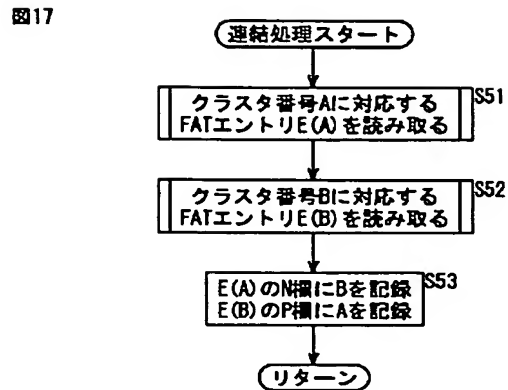 図17
連結処理スタート
クラスタ番号Aに対応する
FATエントリE(A)を読み取る
S51
クラスタ番号Bに対応する
FATエントリE(B)を読み取る
S52
E(A)のN欄にBを記録
E(B)のP欄にAを記録
S53
リターン